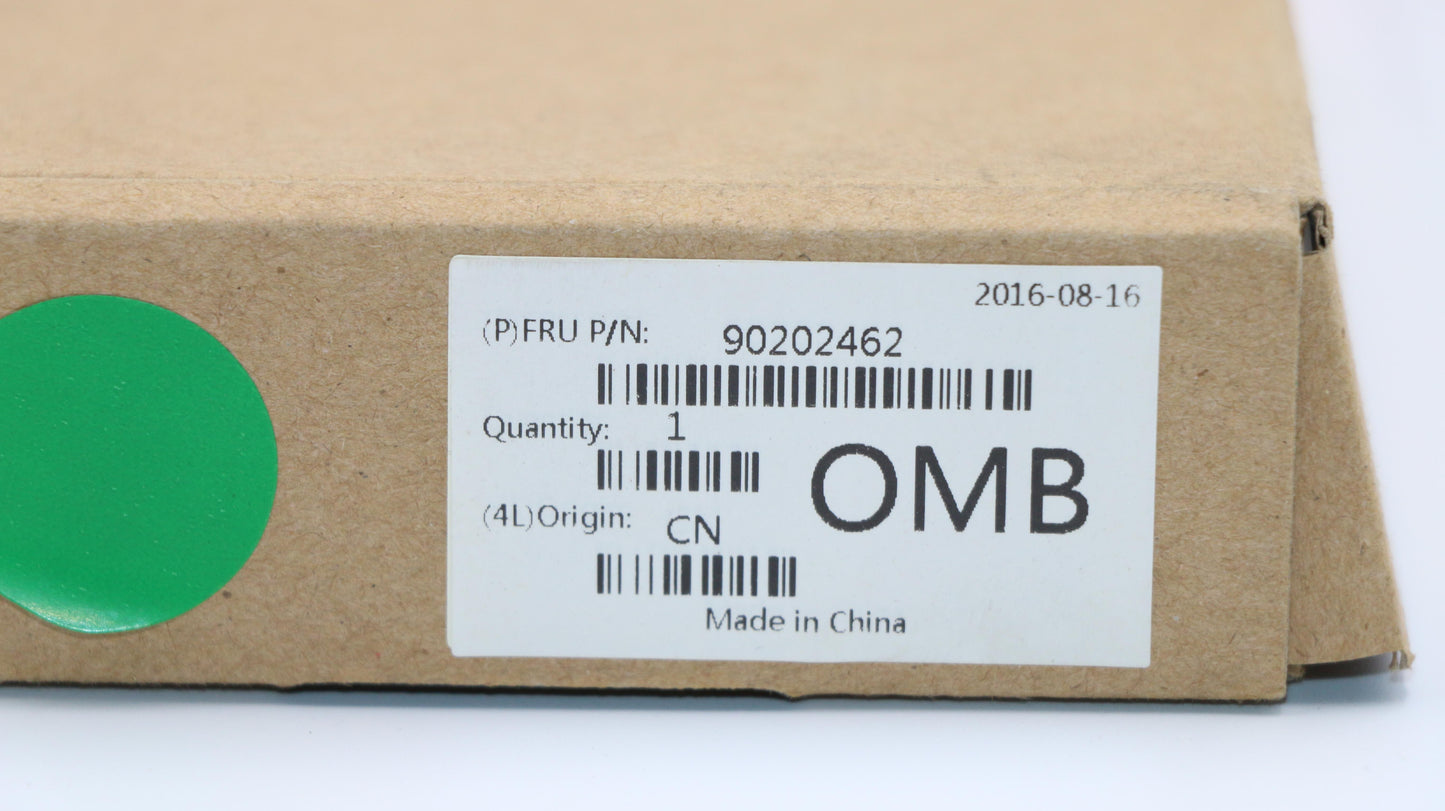 2016-08-16
(P)FRU P/N: 90202462
Quantity: 1
OMB
(4L)Origin: CN
Made in China